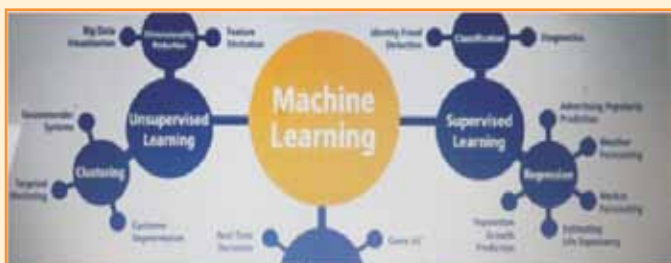 Big Data
Visualisation
Dimensionality
Reduction
Feature
Elicitation
Identity Fraud
Detection
Classification
Diagnostics
Machine
Learning
Unsupervised
Learning
Supervised
Learning
Recommender
Systems
Clustering
Targeted
Marketing
Customer
Segmentation
Advertising Popularity
Prediction
Weather
Forecasting
Regression
Market
Forecasting
Population
Growth
Prediction
Estimating
Life Expectancy
Real-Time
Decisions
Game AI